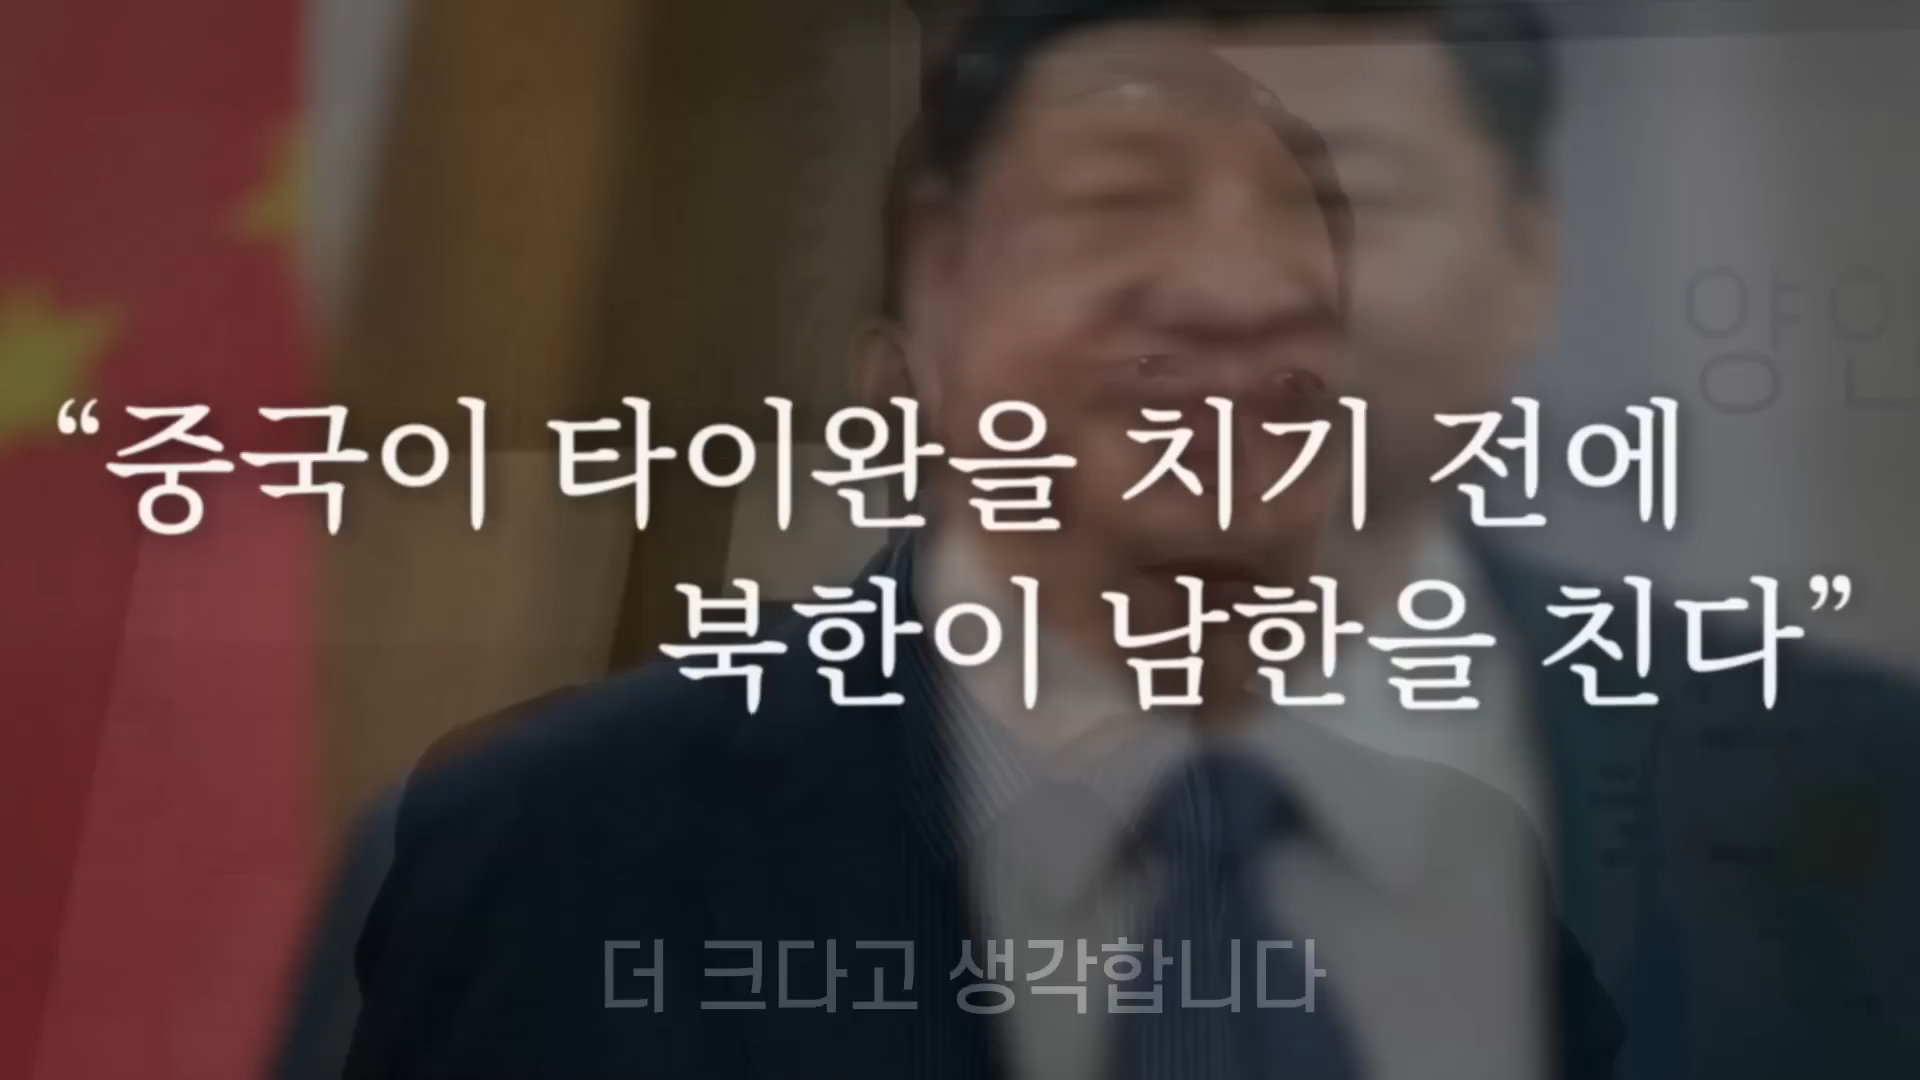 “중국이 타이완을 치기 전에
북한이 남한을 친다”
더 크다고 생각합니다